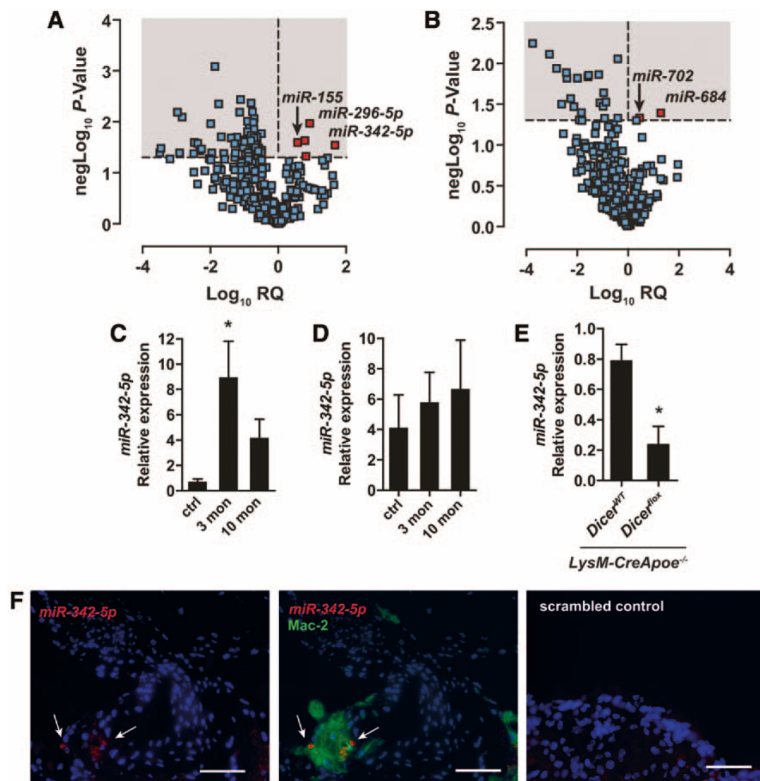 A
negLog10 P-Value
4
3
2
1
0
miR-155
miR-296-5p
miR-342-5p
-4 -2 0 2
Log10 RQ
B
negLog10 P-Value
2.5
2.0
1.5
1.0
0.5
0.0
miR-702
miR-684
-4 -2 0 2 4
Log10 RQ
C
miR-342-5p
Relative expression
12
10
8
6
4
2
0
*
ctrl
3 mon
10 mon
D
miR-342-5p
Relative expression
10
8
6
4
2
0
ctrl
3 mon
10 mon
E
miR-342-5p
Relative expression
0.8
0.6
0.4
0.2
0.0
*
DicerWT
Dicerflox
LysM-CreApoe-/-
F
miR-342-5p
miR-342-5p
Mac-2
scrambled control